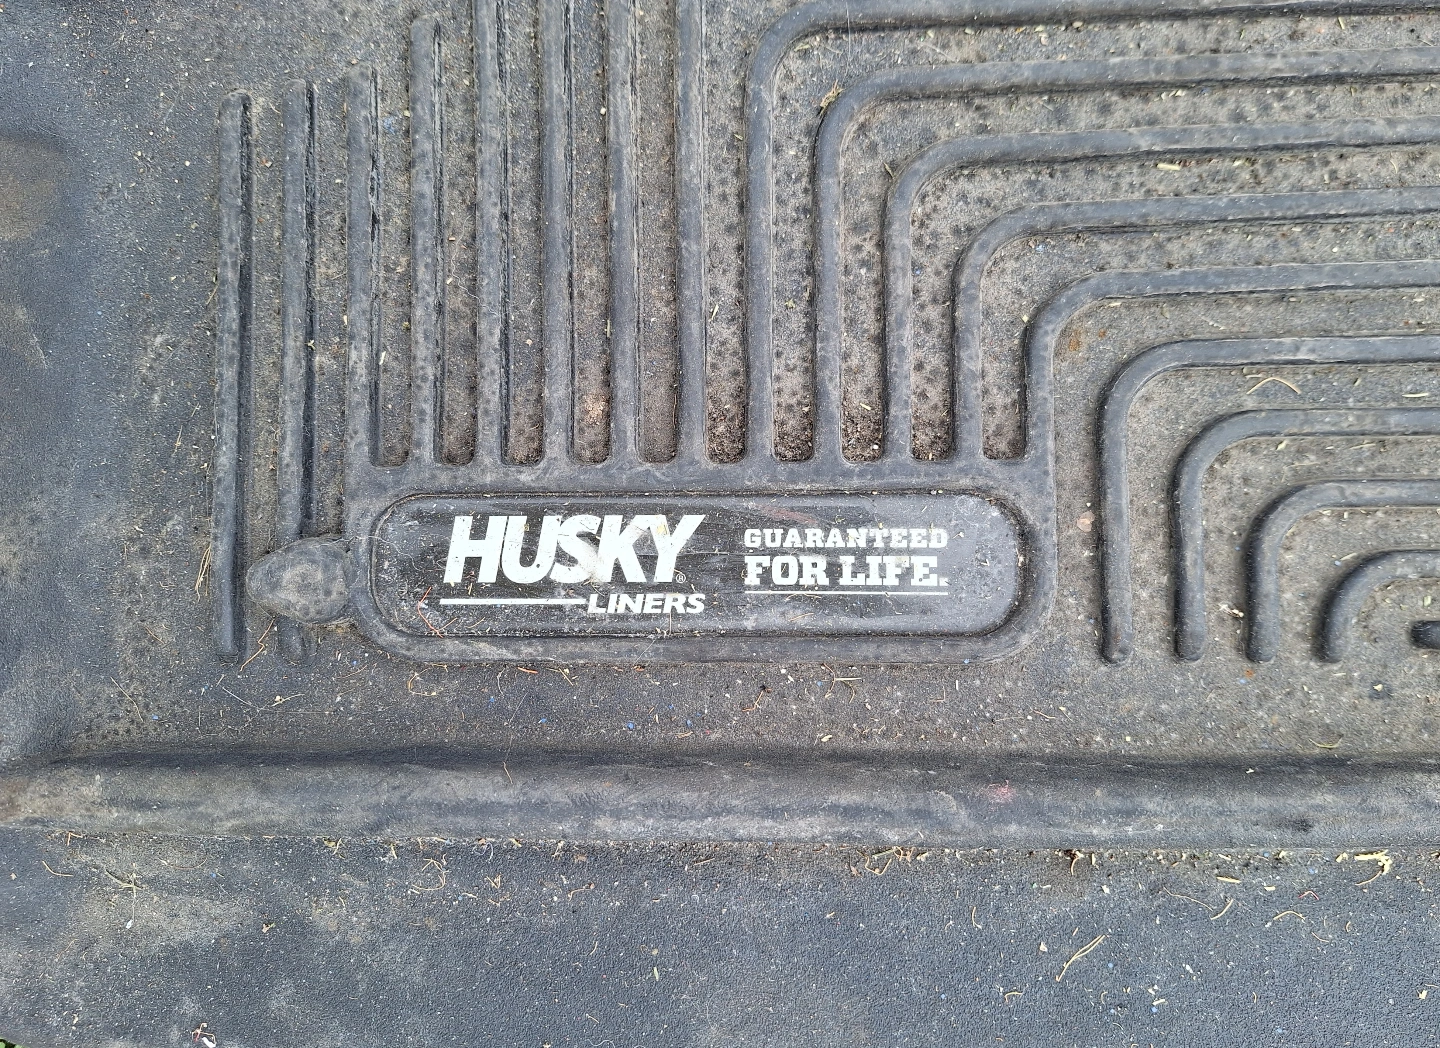 HUSKY®
LINERS
GUARANTEED
FOR LIFE.